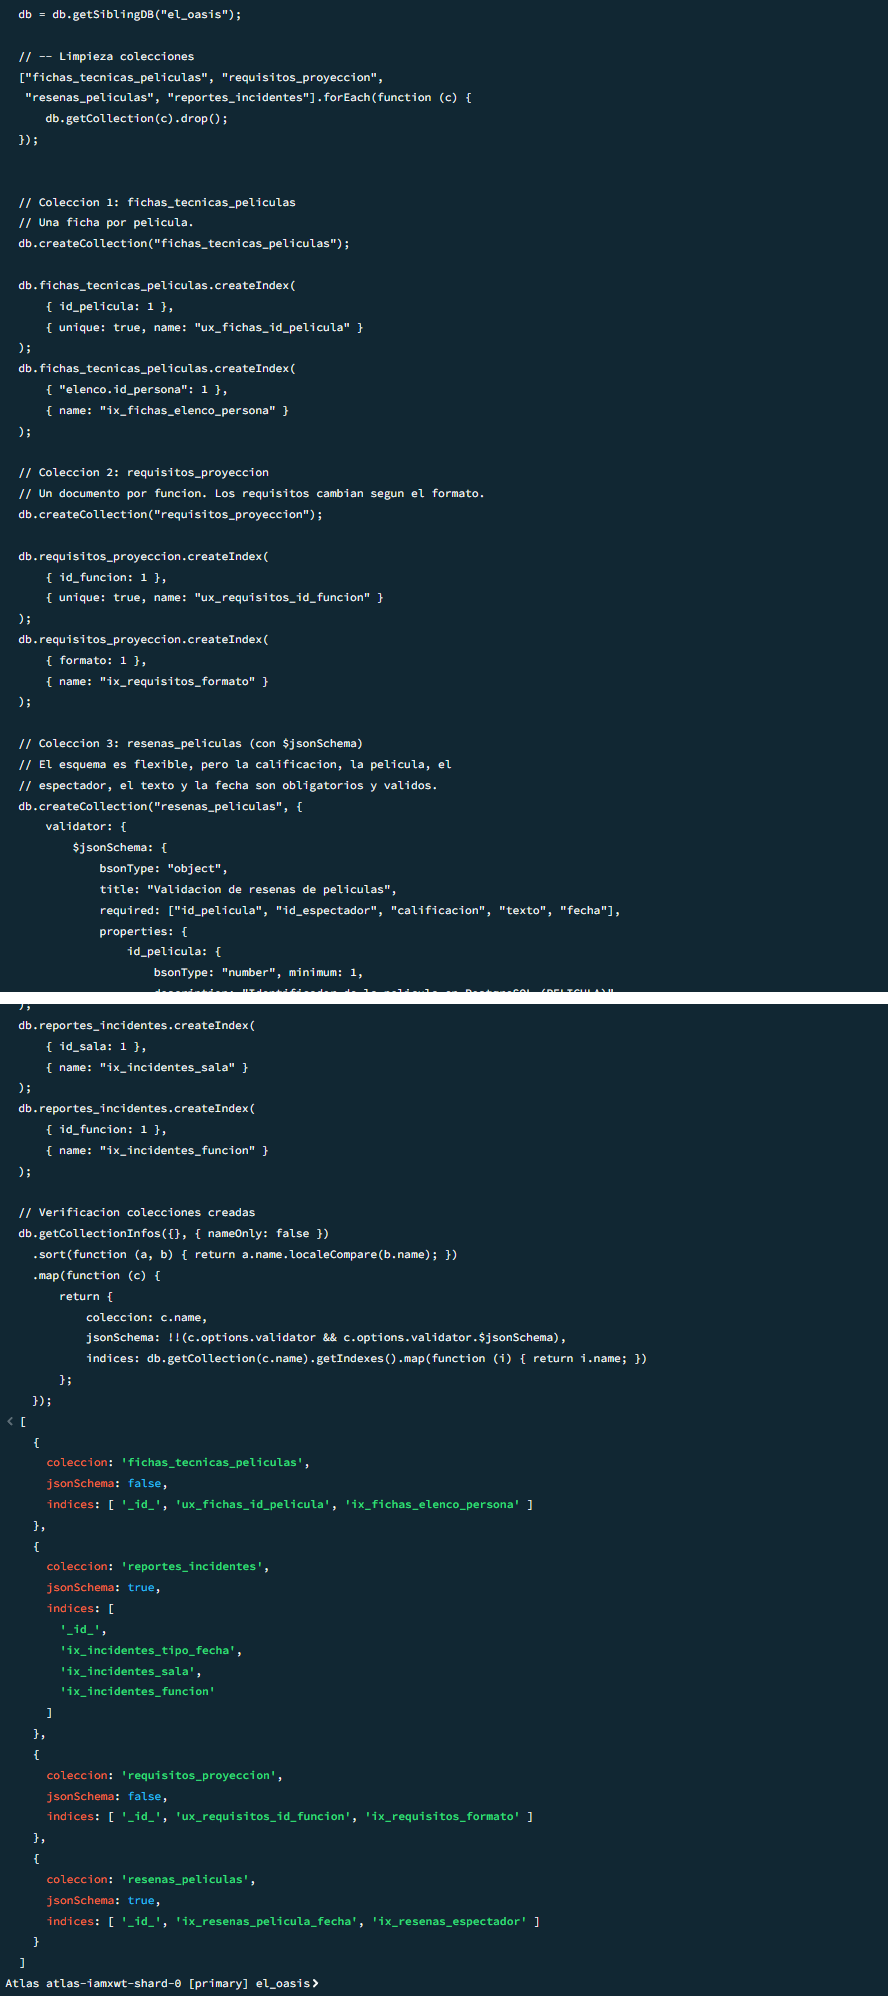 db = db.getSiblingDB("el_oasis");

// -- Limpieza colecciones
["fichas_tecnicas_peliculas", "requisitos_proyeccion",
 "resenas_peliculas", "reportes_incidentes"].forEach(function (c) {
    db.getCollection(c).drop();
});


// Coleccion 1: fichas_tecnicas_peliculas
// Una ficha por pelicula.
db.createCollection("fichas_tecnicas_peliculas");

db.fichas_tecnicas_peliculas.createIndex(
    { id_pelicula: 1 },
    { unique: true, name: "ux_fichas_id_pelicula" }
);
db.fichas_tecnicas_peliculas.createIndex(
    { "elenco.id_persona": 1 },
    { name: "ix_fichas_elenco_persona" }
);

// Coleccion 2: requisitos_proyeccion
// Un documento por funcion. Los requisitos cambian segun el formato.
db.createCollection("requisitos_proyeccion");

db.requisitos_proyeccion.createIndex(
    { id_funcion: 1 },
    { unique: true, name: "ux_requisitos_id_funcion" }
);
db.requisitos_proyeccion.createIndex(
    { formato: 1 },
    { name: "ix_requisitos_formato" }
);

// Coleccion 3: resenas_peliculas (con $jsonSchema)
// El esquema es flexible, pero la calificacion, la pelicula, el
// espectador, el texto y la fecha son obligatorios y validos.
db.createCollection("resenas_peliculas", {
    validator: {
        $jsonSchema: {
            bsonType: "object",
            title: "Validacion de resenas de peliculas",
            required: ["id_pelicula", "id_espectador", "calificacion", "texto", "fecha"],
            properties: {
                id_pelicula: {
                    bsonType: "number", minimum: 1,
                    description: "Identificador de la pelicula en PostgreSQL (PELICULA)"
);
db.reportes_incidentes.createIndex(
    { id_sala: 1 },
    { name: "ix_incidentes_sala" }
);
db.reportes_incidentes.createIndex(
    { id_funcion: 1 },
    { name: "ix_incidentes_funcion" }
);

// Verificacion colecciones creadas
db.getCollectionInfos({}, { nameOnly: false })
  .sort(function (a, b) { return a.name.localeCompare(b.name); })
  .map(function (c) {
      return {
          coleccion: c.name,
          jsonSchema: !!(c.options.validator && c.options.validator.$jsonSchema),
          indices: db.getCollection(c.name).getIndexes().map(function (i) { return i.name; })
      };
  });
< [
  {
    coleccion: 'fichas_tecnicas_peliculas',
    jsonSchema: false,
    indices: [ '_id_', 'ux_fichas_id_pelicula', 'ix_fichas_elenco_persona' ]
  },
  {
    coleccion: 'reportes_incidentes',
    jsonSchema: true,
    indices: [
      '_id_',
      'ix_incidentes_tipo_fecha',
      'ix_incidentes_sala',
      'ix_incidentes_funcion'
    ]
  },
  {
    coleccion: 'requisitos_proyeccion',
    jsonSchema: false,
    indices: [ '_id_', 'ux_requisitos_id_funcion', 'ix_requisitos_formato' ]
  },
  {
    coleccion: 'resenas_peliculas',
    jsonSchema: true,
    indices: [ '_id_', 'ix_resenas_pelicula_fecha', 'ix_resenas_espectador' ]
  }
]
Atlas atlas-iamxwt-shard-0 [primary] el_oasis>